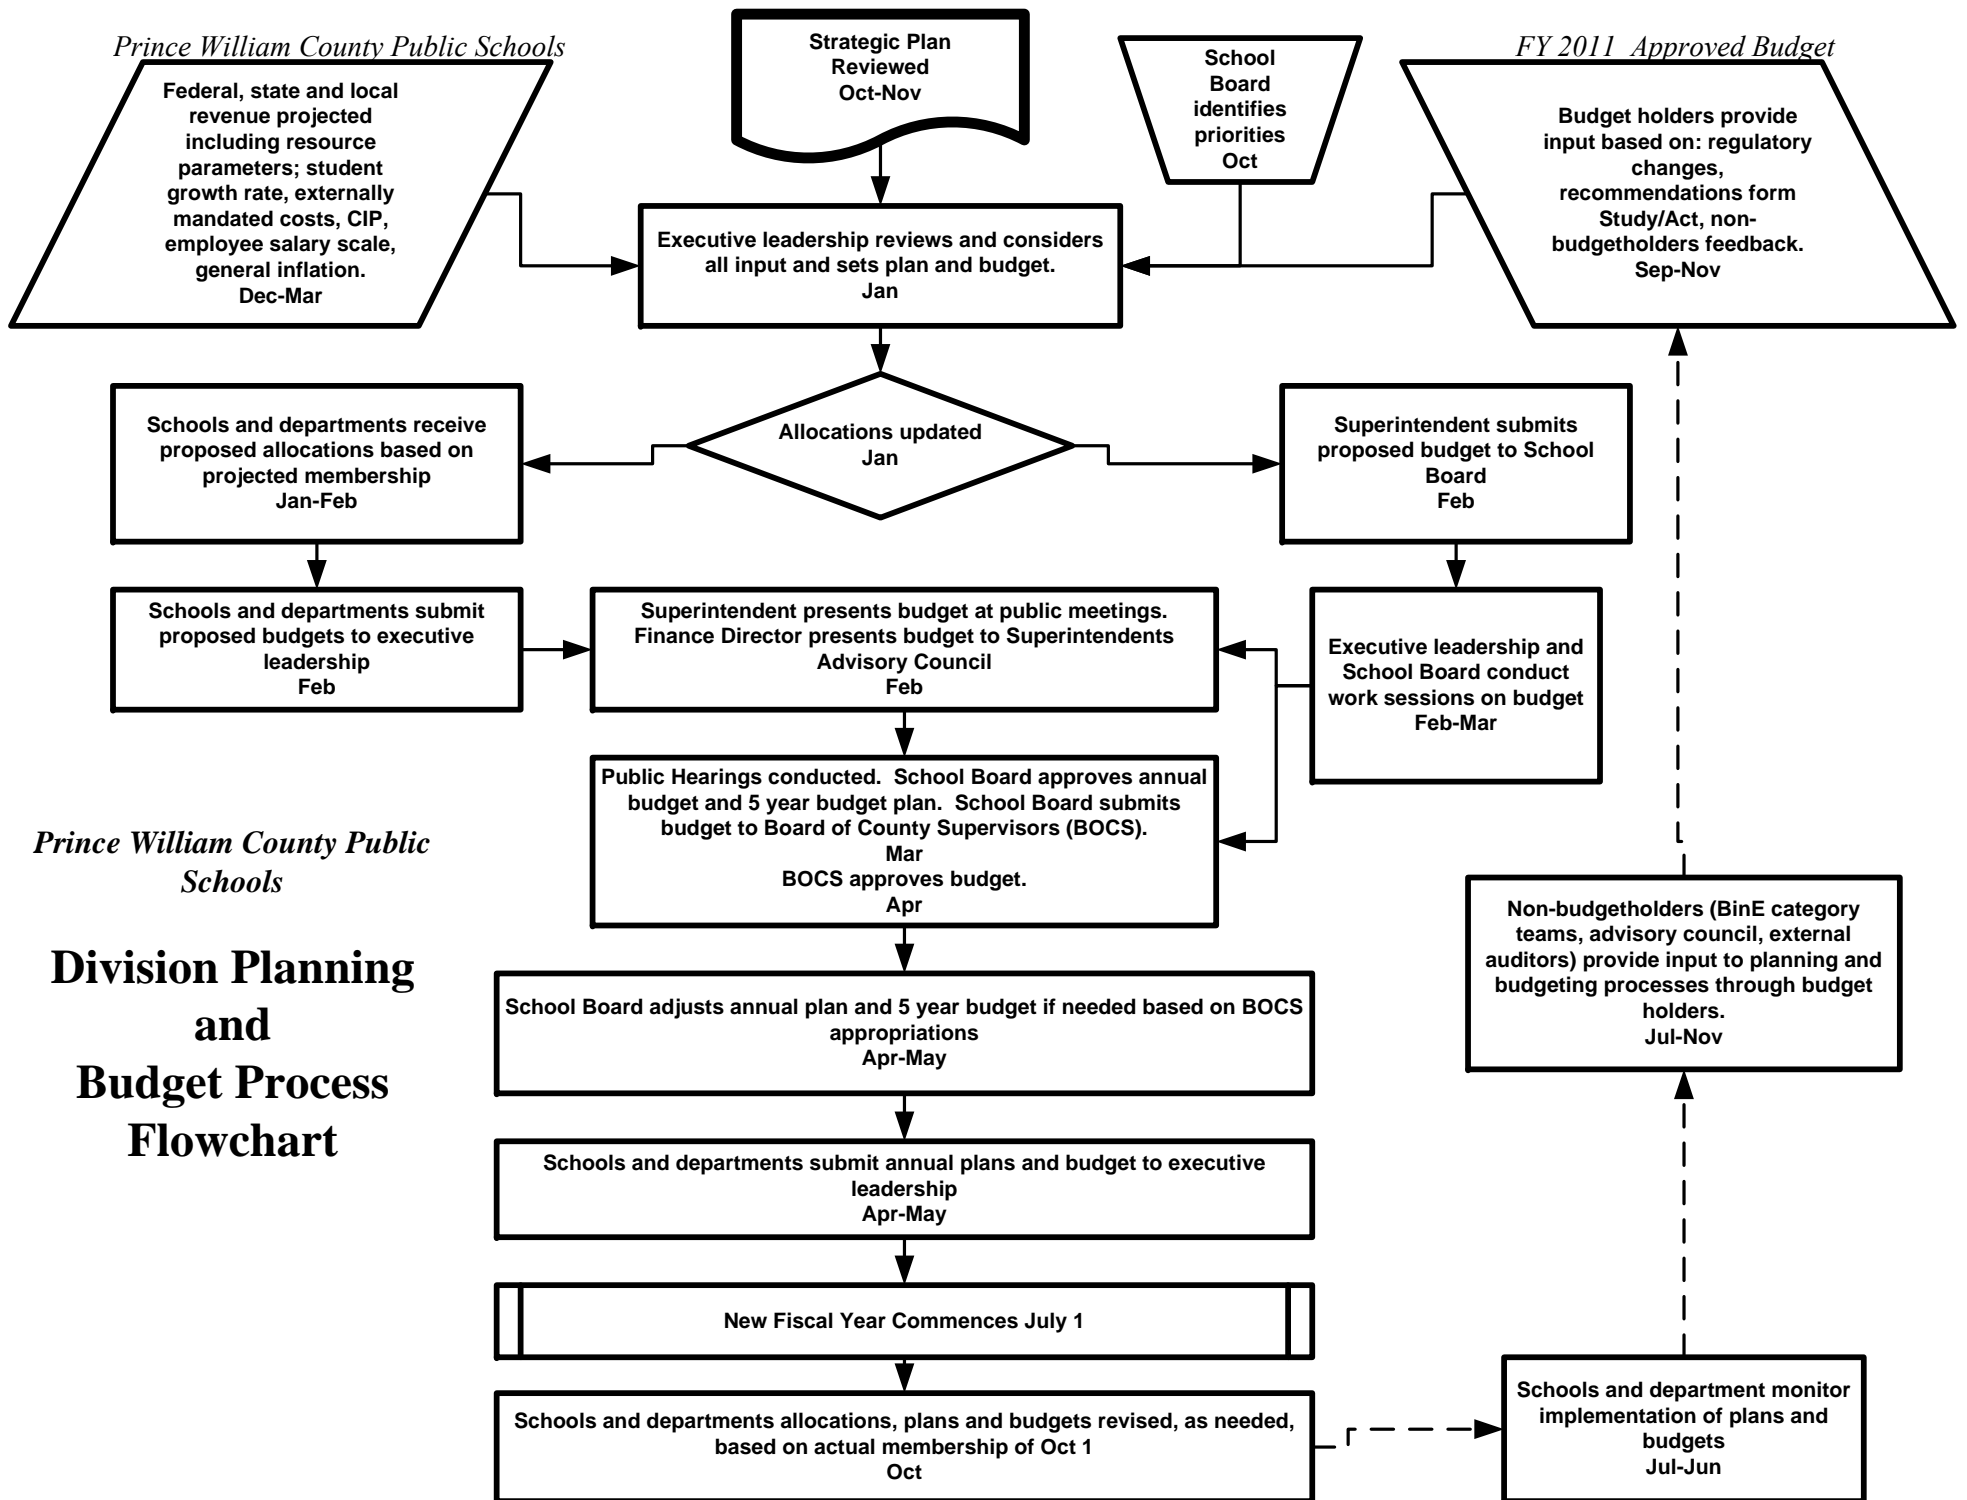 Prince William County Public Schools
FY 2011  Approved Budget
Strategic Plan
Reviewed
Oct-Nov
School
Board
identifies
priorities
Oct
Federal, state and local
revenue projected
including resource
parameters; student
growth rate, externally
mandated costs, CIP,
employee salary scale,
general inflation.
Dec-Mar
Budget holders provide
input based on: regulatory
changes,
recommendations form
Study/Act, non-
budgetholders feedback.
Sep-Nov
Executive leadership reviews and considers
all input and sets plan and budget.
Jan
Schools and departments receive
proposed allocations based on
projected membership
Jan-Feb
Allocations updated
Jan
Superintendent submits
proposed budget to School
Board
Feb
Schools and departments submit
proposed budgets to executive
leadership
Feb
Superintendent presents budget at public meetings.
Finance Director presents budget to Superintendents
Advisory Council
Feb
Executive leadership and
School Board conduct
work sessions on budget
Feb-Mar
Public Hearings conducted.  School Board approves annual
budget and 5 year budget plan.  School Board submits
budget to Board of County Supervisors (BOCS).
Mar
BOCS approves budget.
Apr
Prince William County Public
Schools
Division Planning
and
Budget Process
Flowchart
Non-budgetholders (BinE category
teams, advisory council, external
auditors) provide input to planning and
budgeting processes through budget
holders.
Jul-Nov
School Board adjusts annual plan and 5 year budget if needed based on BOCS
appropriations
Apr-May
Schools and departments submit annual plans and budget to executive
leadership
Apr-May
New Fiscal Year Commences July 1
Schools and departments allocations, plans and budgets revised, as needed,
based on actual membership of Oct 1
Oct
Schools and department monitor
implementation of plans and
budgets
Jul-Jun